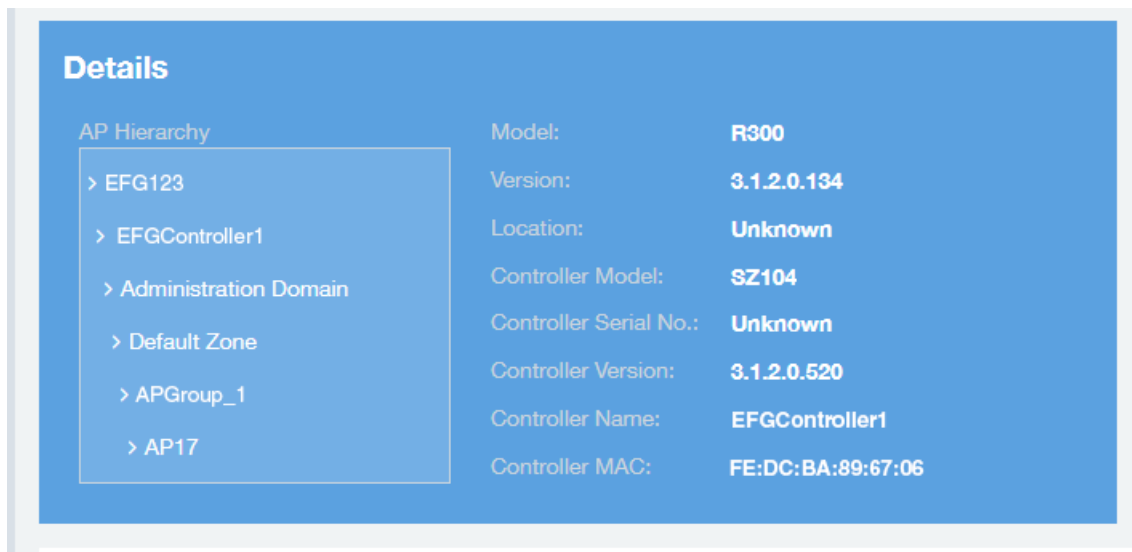 Details
AP Hierarchy
> EFG123
> EFGController1
> Administration Domain
> Default Zone
> APGroup_1
> AP17
Model: R300
Version: 3.1.2.0.134
Location: Unknown
Controller Model: SZ104
Controller Serial No.: Unknown
Controller Version: 3.1.2.0.520
Controller Name: EFGController1
Controller MAC: FE:DC:BA:89:67:06